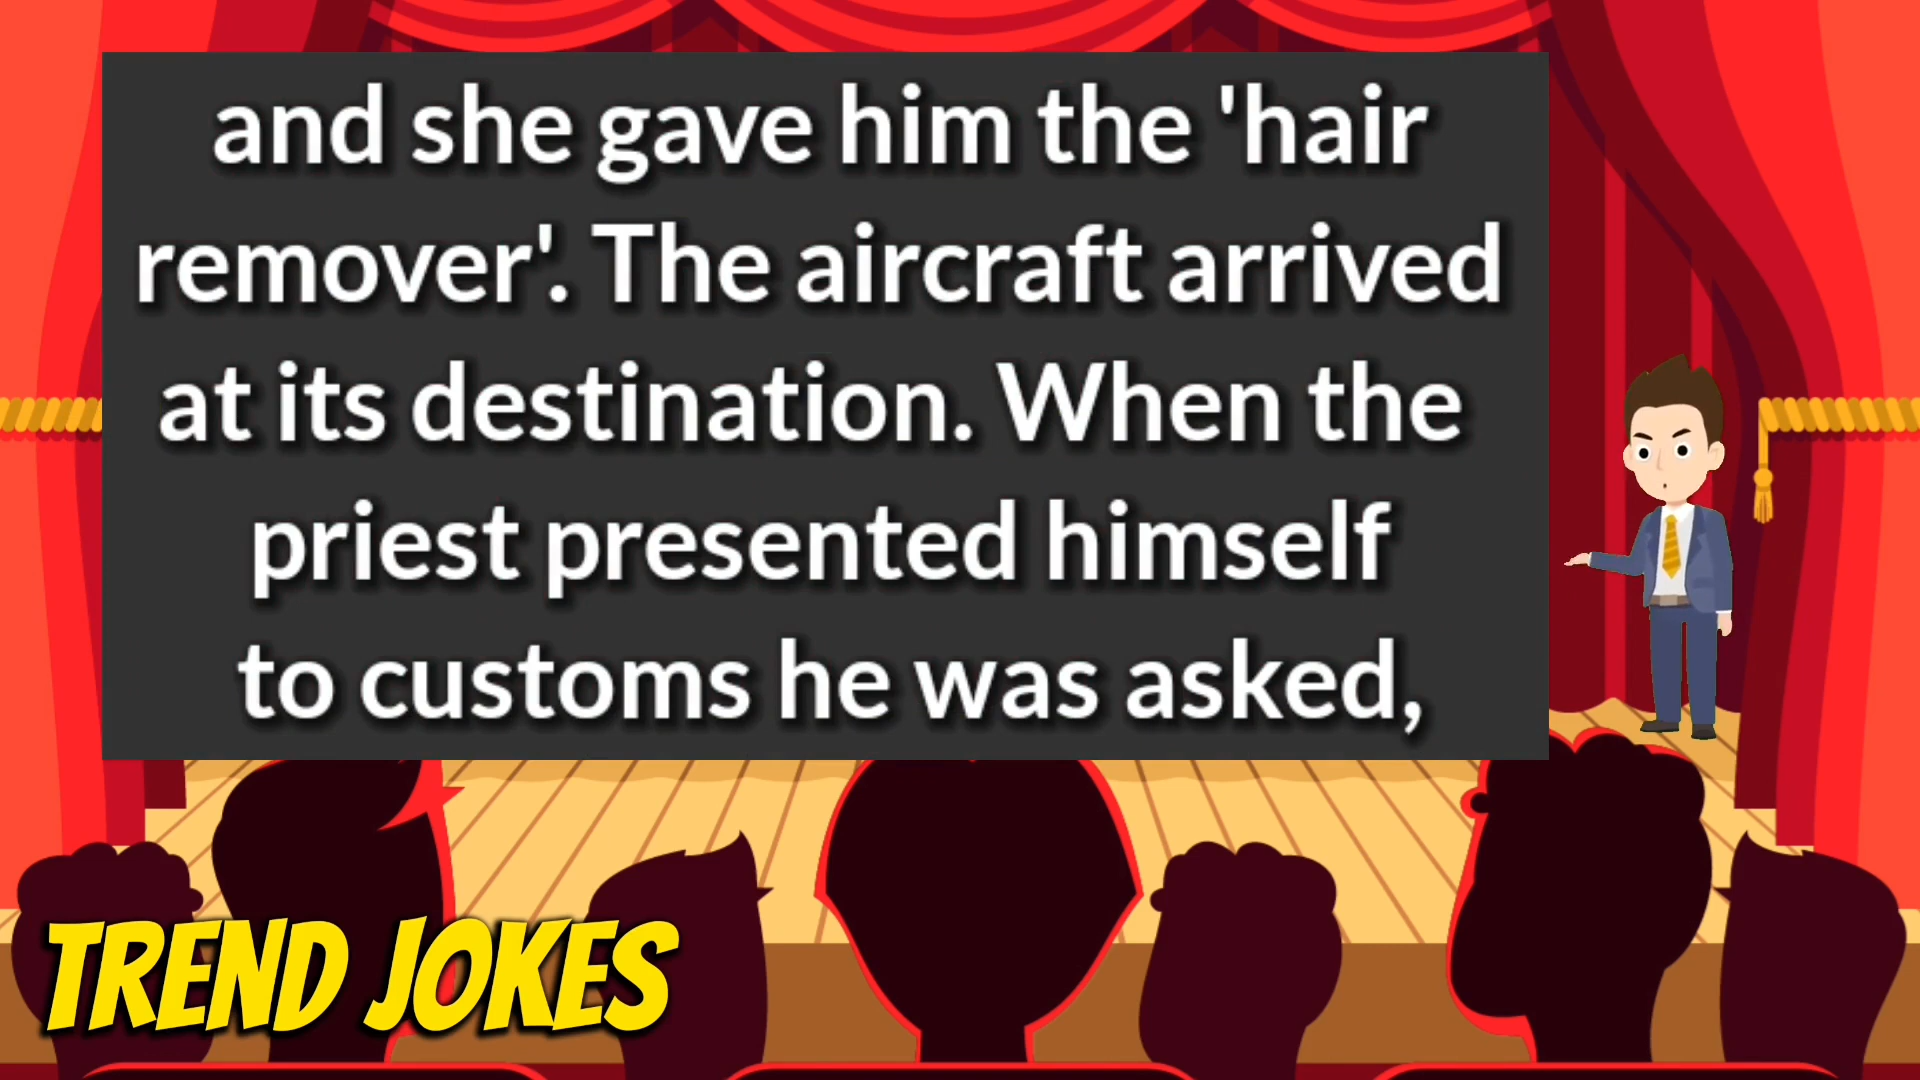 and she gave him the 'hair
remover'. The aircraft arrived
at its destination. When the
priest presented himself
to customs he was asked,
TREND JOKES